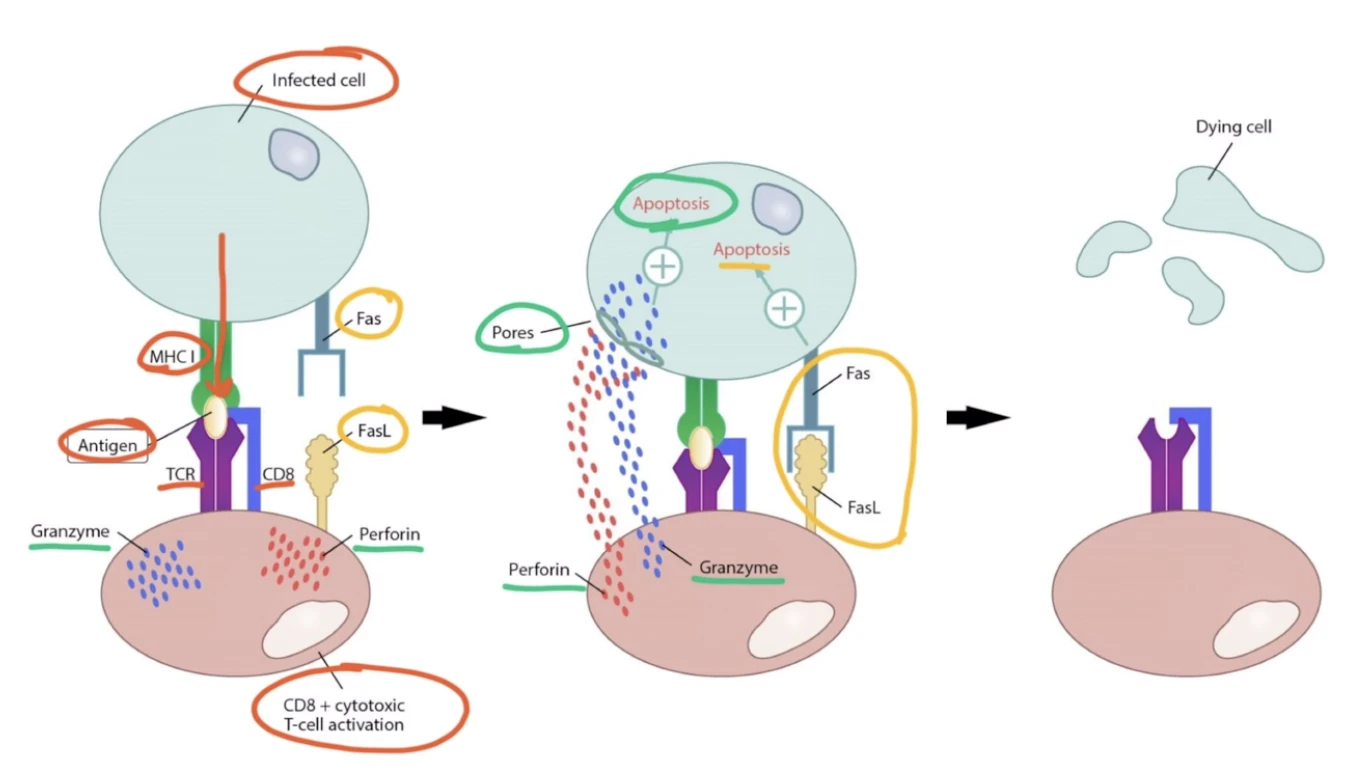 Infected cell
Fas
MHC I
Antigen
FasL
TCR
CD8
Granzyme
Perforin
CD8 + cytotoxic
T-cell activation
Apoptosis
Apoptosis
Pores
Fas
FasL
Perforin
Granzyme
Dying cell